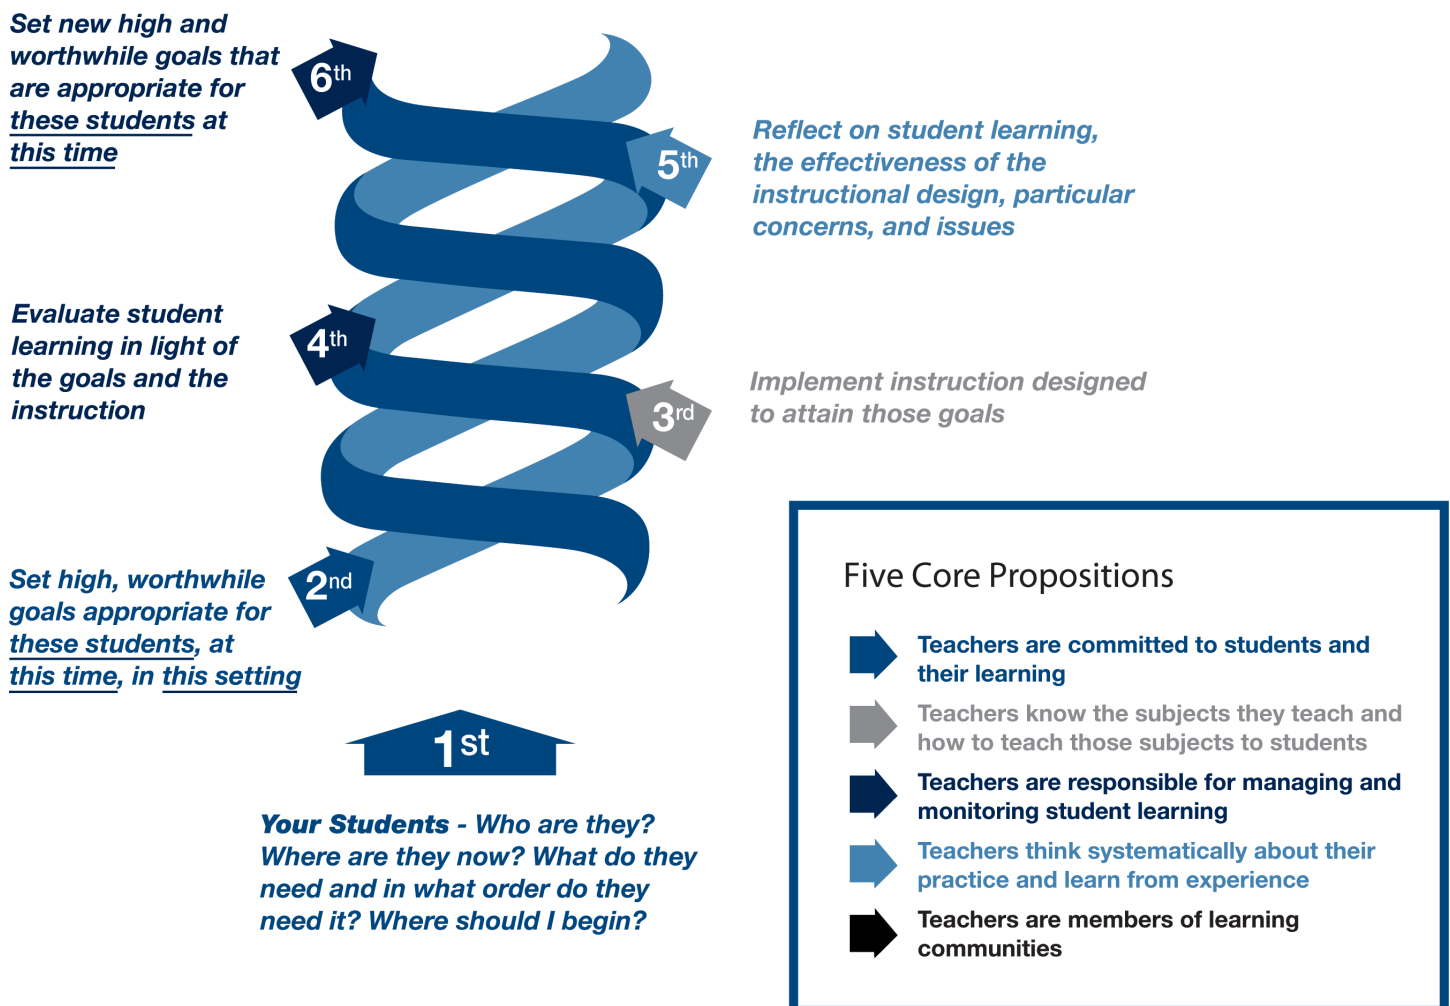 Set new high and
worthwhile goals that
are appropriate for
these students at
this time
6th
5th
Reflect on student learning,
the effectiveness of the
instructional design, particular
concerns, and issues
Evaluate student
learning in light of
the goals and the
instruction
4th
3rd
Implement instruction designed
to attain those goals
Set high, worthwhile
goals appropriate for
these students, at
this time, in this setting
2nd
1st
Your Students - Who are they?
Where are they now? What do they
need and in what order do they
need it? Where should I begin?
Five Core Propositions
Teachers are committed to students and
their learning
Teachers know the subjects they teach and
how to teach those subjects to students
Teachers are responsible for managing and
monitoring student learning
Teachers think systematically about their
practice and learn from experience
Teachers are members of learning
communities